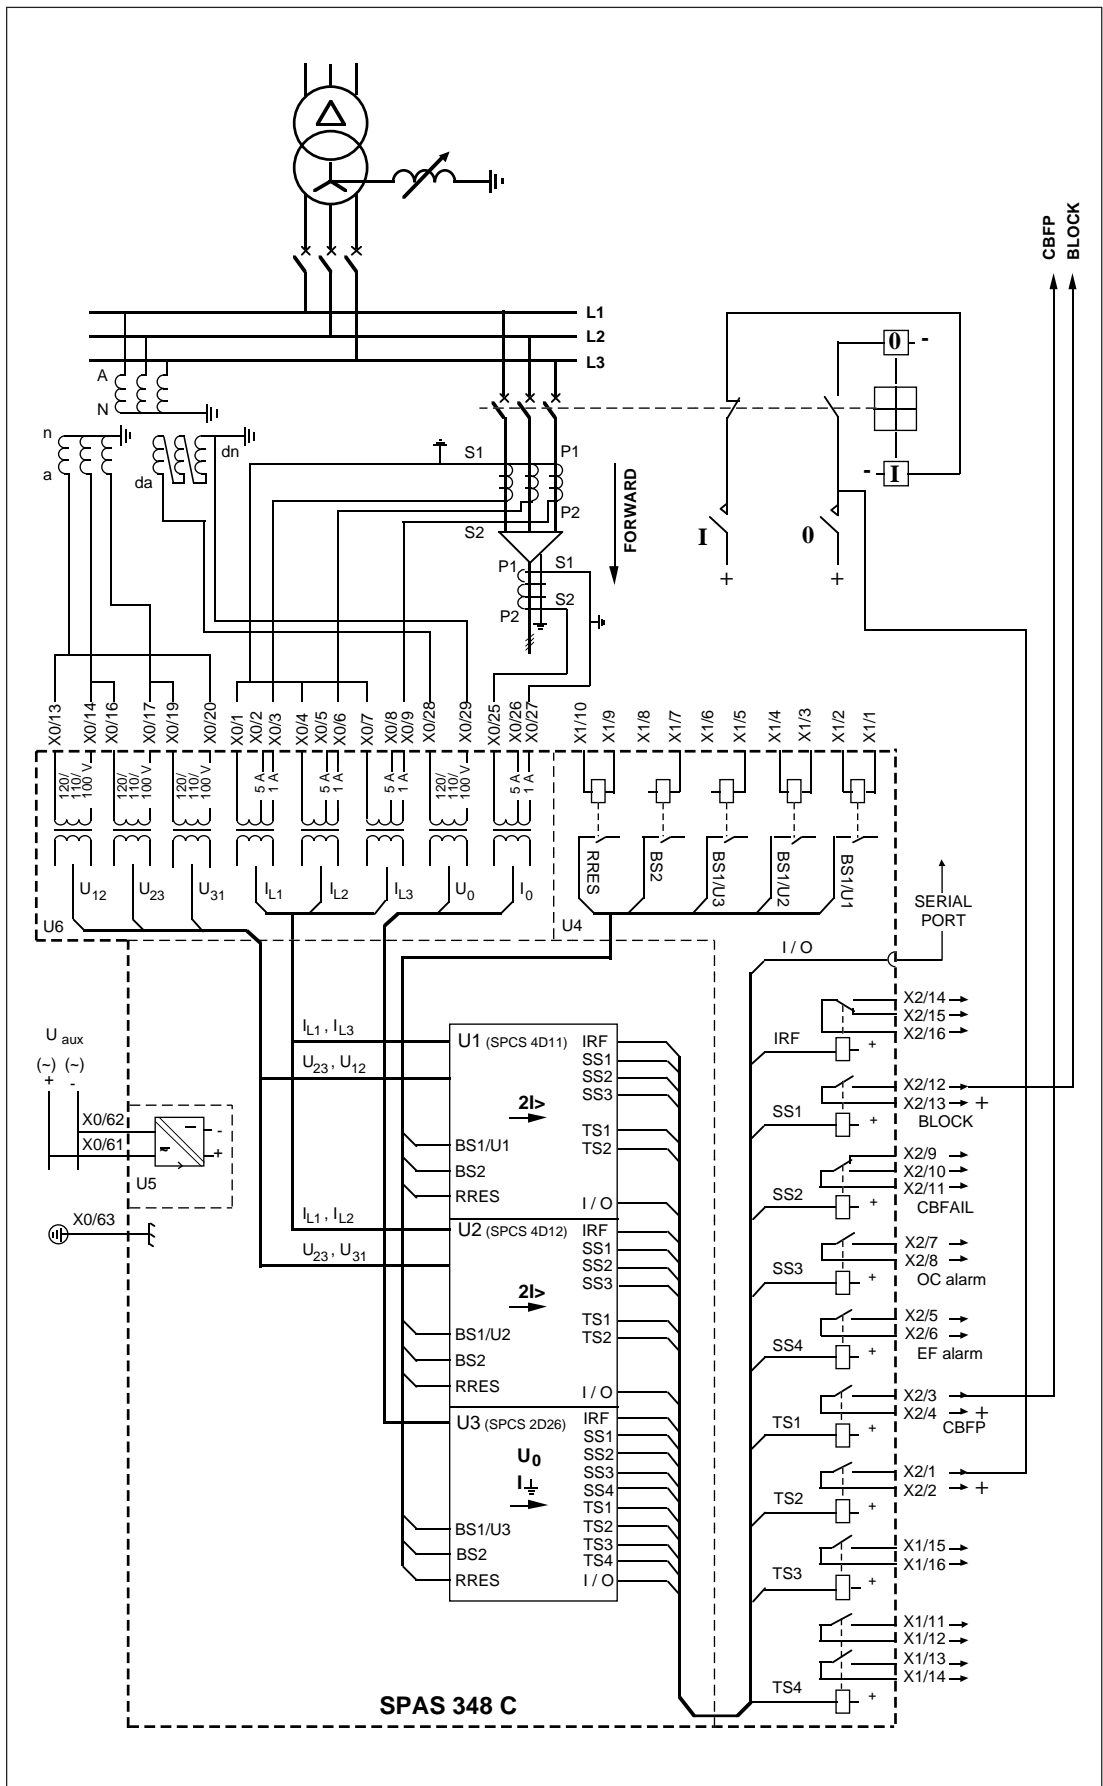 CBFP
BLOCK
L1
L2
L3
A
N
n
a
da
dn
S1
P1
P2
S2
P1
S1
S2
P2
FORWARD
0 -
- I
I
0
+
+
X0/13
X0/14
X0/16
X0/17
X0/19
X0/20
X0/1
X0/2
X0/3
X0/4
X0/5
X0/6
X0/7
X0/8
X0/9
X0/28
X0/29
X0/25
X0/26
X0/27
X1/10
X1/9
X1/8
X1/7
X1/6
X1/5
X1/4
X1/3
X1/2
X1/1
120/
110/
100 V
120/
110/
100 V
120/
110/
100 V
5 A
1 A
5 A
1 A
5 A
1 A
120/
110/
100 V
5 A
1 A
RRES
BS2
BS1/U3
BS1/U2
BS1/U1
U12
U23
U31
IL1
IL2
IL3
U0
I0
U6
U4
SERIAL
PORT
I / O
U aux
(~) (~)
+ -
X0/62
X0/61
- -
~ +
U5
X0/63
IL1 , IL3
U23 , U12
U1 (SPCS 4D11)
2I>
BS1/U1
BS2
RRES
IRF
SS1
SS2
SS3
TS1
TS2
I / O
IL1 , IL2
U23 , U31
U2 (SPCS 4D12)
2I>
BS1/U2
BS2
RRES
IRF
SS1
SS2
SS3
TS1
TS2
I / O
U3 (SPCS 2D26)
U0
I
BS1/U3
BS2
RRES
IRF
SS1
SS2
SS3
SS4
TS1
TS2
TS3
TS4
I / O
X2/14
X2/15
X2/16
IRF +
X2/12
X2/13 +
BLOCK
SS1 +
X2/9
X2/10
X2/11
CBFAIL
SS2 +
X2/7
X2/8
OC alarm
SS3 +
X2/5
X2/6
EF alarm
SS4 +
X2/3
X2/4 +
CBFP
TS1 +
X2/1
X2/2 +
TS2 +
X1/15
X1/16
TS3 +
X1/11
X1/12
X1/13
X1/14
TS4 +
SPAS 348 C